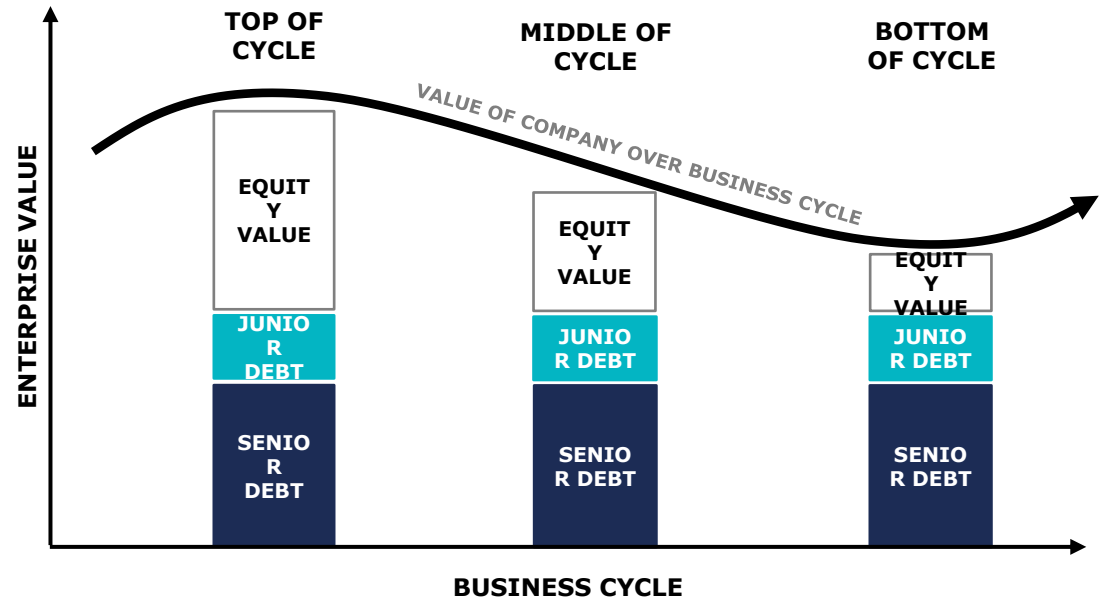 TOP OF
CYCLE
MIDDLE OF
CYCLE
BOTTOM
OF CYCLE
VALUE OF COMPANY OVER BUSINESS CYCLE
ENTERPRISE VALUE
EQUIT
Y
VALUE
JUNIO
R
DEBT
SENIO
R
DEBT
EQUIT
Y
VALUE
JUNIO
R DEBT
SENIO
R DEBT
EQUIT
Y
VALUE
JUNIO
R DEBT
SENIO
R DEBT
BUSINESS CYCLE